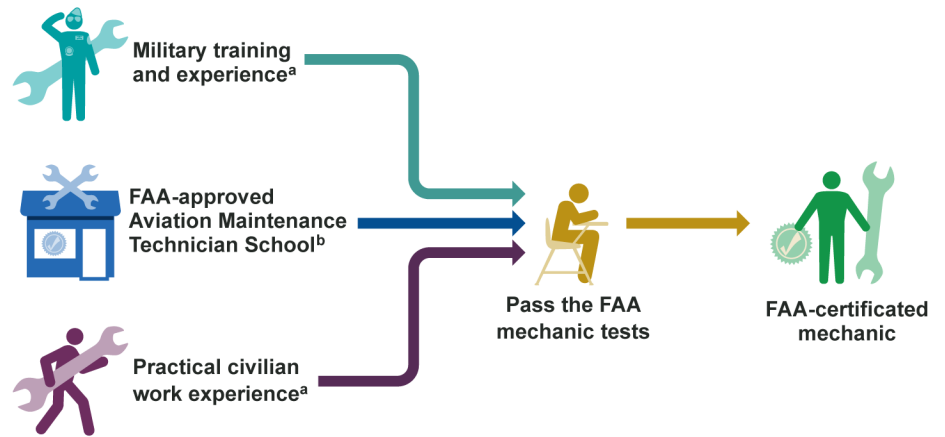 Military training
and experienceᵃ
FAA-approved
Aviation Maintenance
Technician Schoolᵇ
Practical civilian
work experienceᵃ
Pass the FAA
mechanic tests
FAA-certificated
mechanic